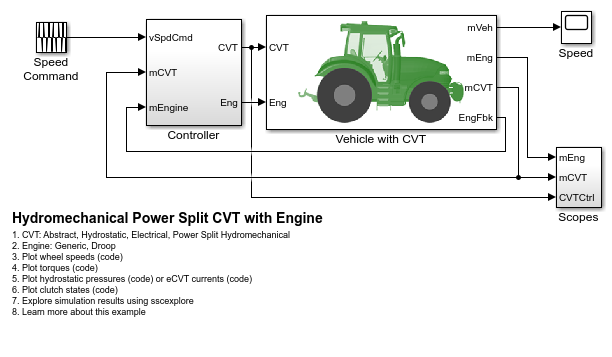 Speed
Command
vSpdCmd
mCVT
mEngine
CVT
Eng
Controller
CVT
Eng
mVeh
mEng
mCVT
EngFbk
Vehicle with CVT
Speed
mEng
mCVT
CVTCtrl
Scopes
Hydromechanical Power Split CVT with Engine
1. CVT: Abstract, Hydrostatic, Electrical, Power Split Hydromechanical
2. Engine: Generic, Droop
3. Plot wheel speeds (code)
4. Plot torques (code)
5. Plot hydrostatic pressures (code) or eCVT currents (code)
6. Plot clutch states (code)
7. Explore simulation results using sscexplore
8. Learn more about this example